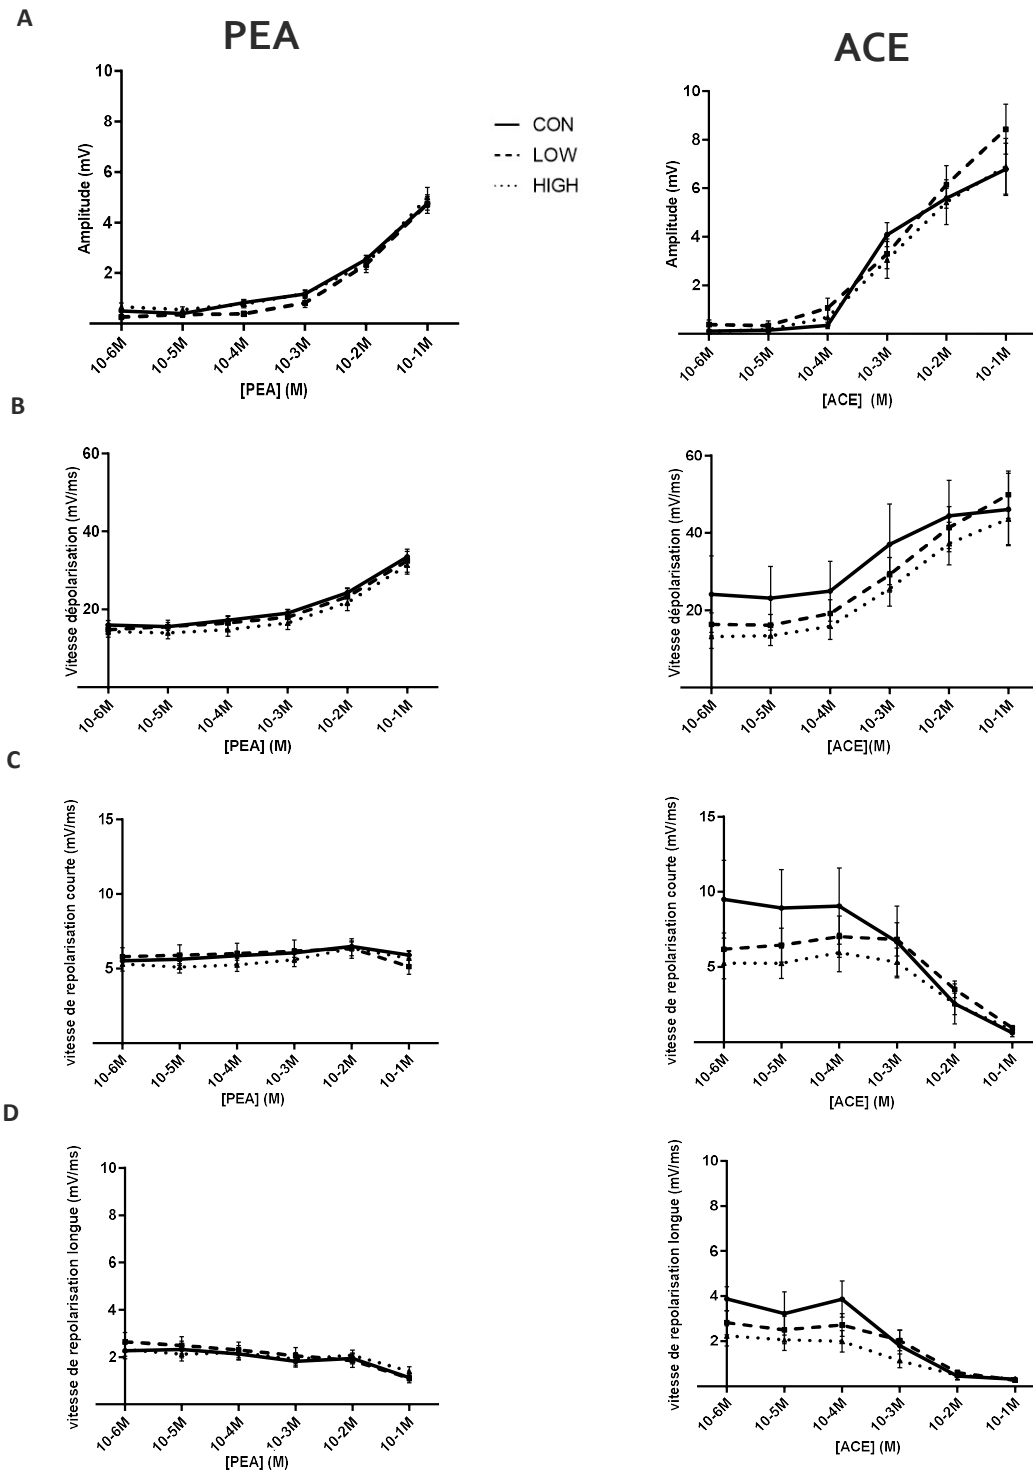 A
PEA
ACE
CON
LOW
HIGH
Amplitude (mV)
10
8
6
4
2
10-6M
10-5M
10-4M
10-3M
10-2M
10-1M
[PEA] (M)
Amplitude (mV)
10
8
6
4
2
10-6M
10-5M
10-4M
10-3M
10-2M
10-1M
[ACE] (M)
B
Vitesse dépolarisation (mV/ms)
60
40
20
10-6M
10-5M
10-4M
10-3M
10-2M
10-1M
[PEA] (M)
Vitesse dépolarisation (mV/ms)
60
40
20
10-6M
10-5M
10-4M
10-3M
10-2M
10-1M
[ACE](M)
C
vitesse de repolarisation courte (mV/ms)
15
10
5
10-6M
10-5M
10-4M
10-3M
10-2M
10-1M
[PEA] (M)
vitesse de repolarisation courte (mV/ms)
15
10
5
10-6M
10-5M
10-4M
10-3M
10-2M
10-1M
[ACE] (M)
D
vitesse de repolarisation longue (mV/ms)
10
8
6
4
2
10-6M
10-5M
10-4M
10-3M
10-2M
10-1M
[PEA] (M)
vitesse de repolarisation longue (mV/ms)
10
8
6
4
2
10-6M
10-5M
10-4M
10-3M
10-2M
10-1M
[ACE] (M)